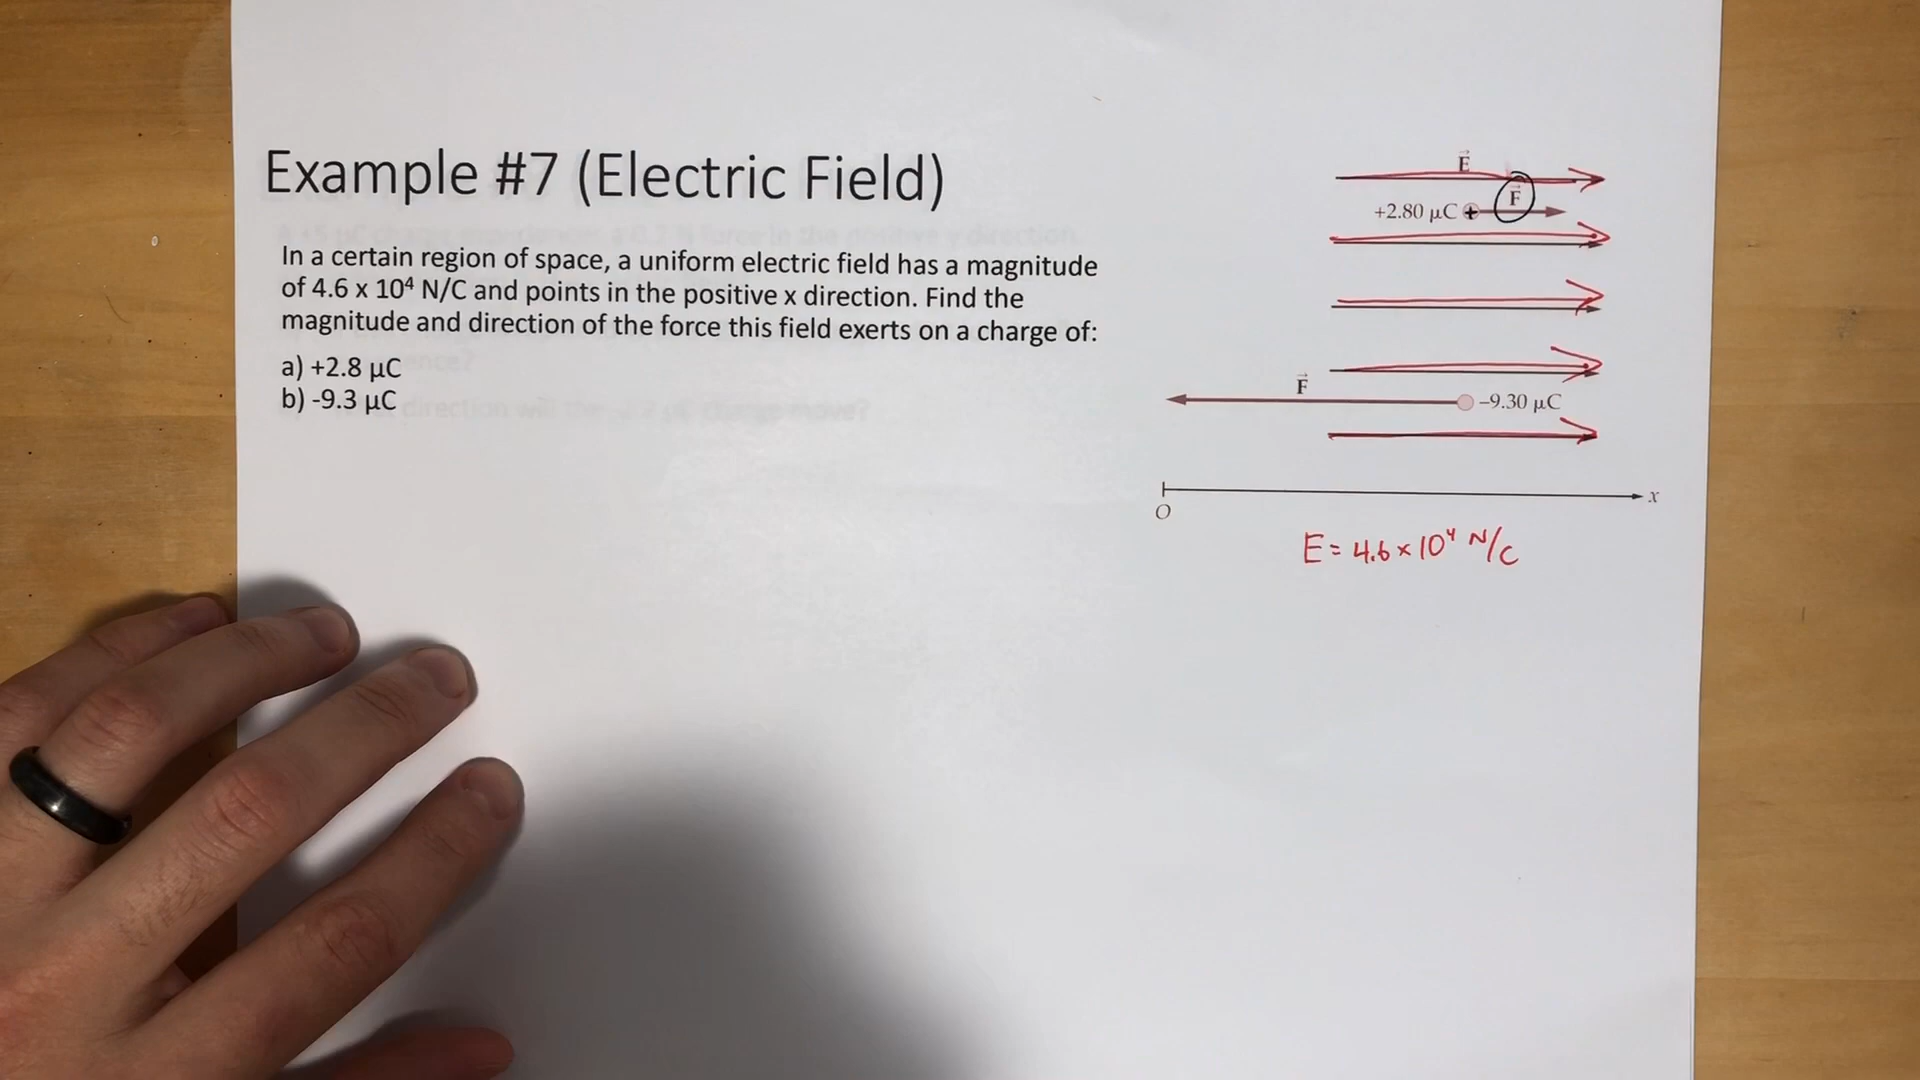 Example #7 (Electric Field)
In a certain region of space, a uniform electric field has a magnitude
of 4.6 x 10⁴ N/C and points in the positive x direction. Find the
magnitude and direction of the force this field exerts on a charge of:
a) +2.8 μC
b) -9.3 μC
E⃗
F⃗
+2.80 μC +
F⃗
–9.30 μC
O
x
E = 4.6 x 10⁴ N/C